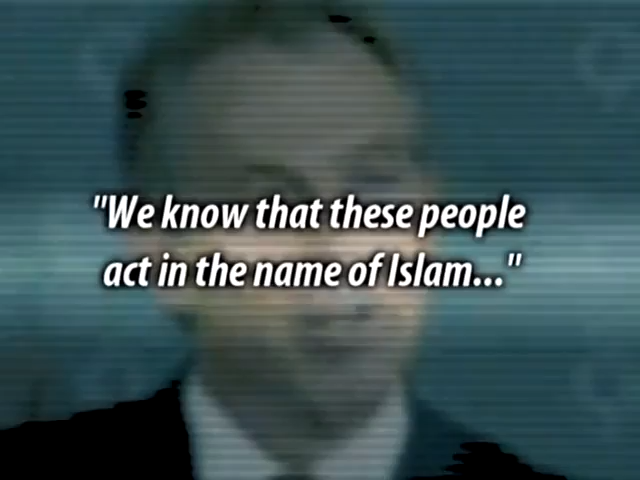 "We know that these people
act in the name of Islam..."